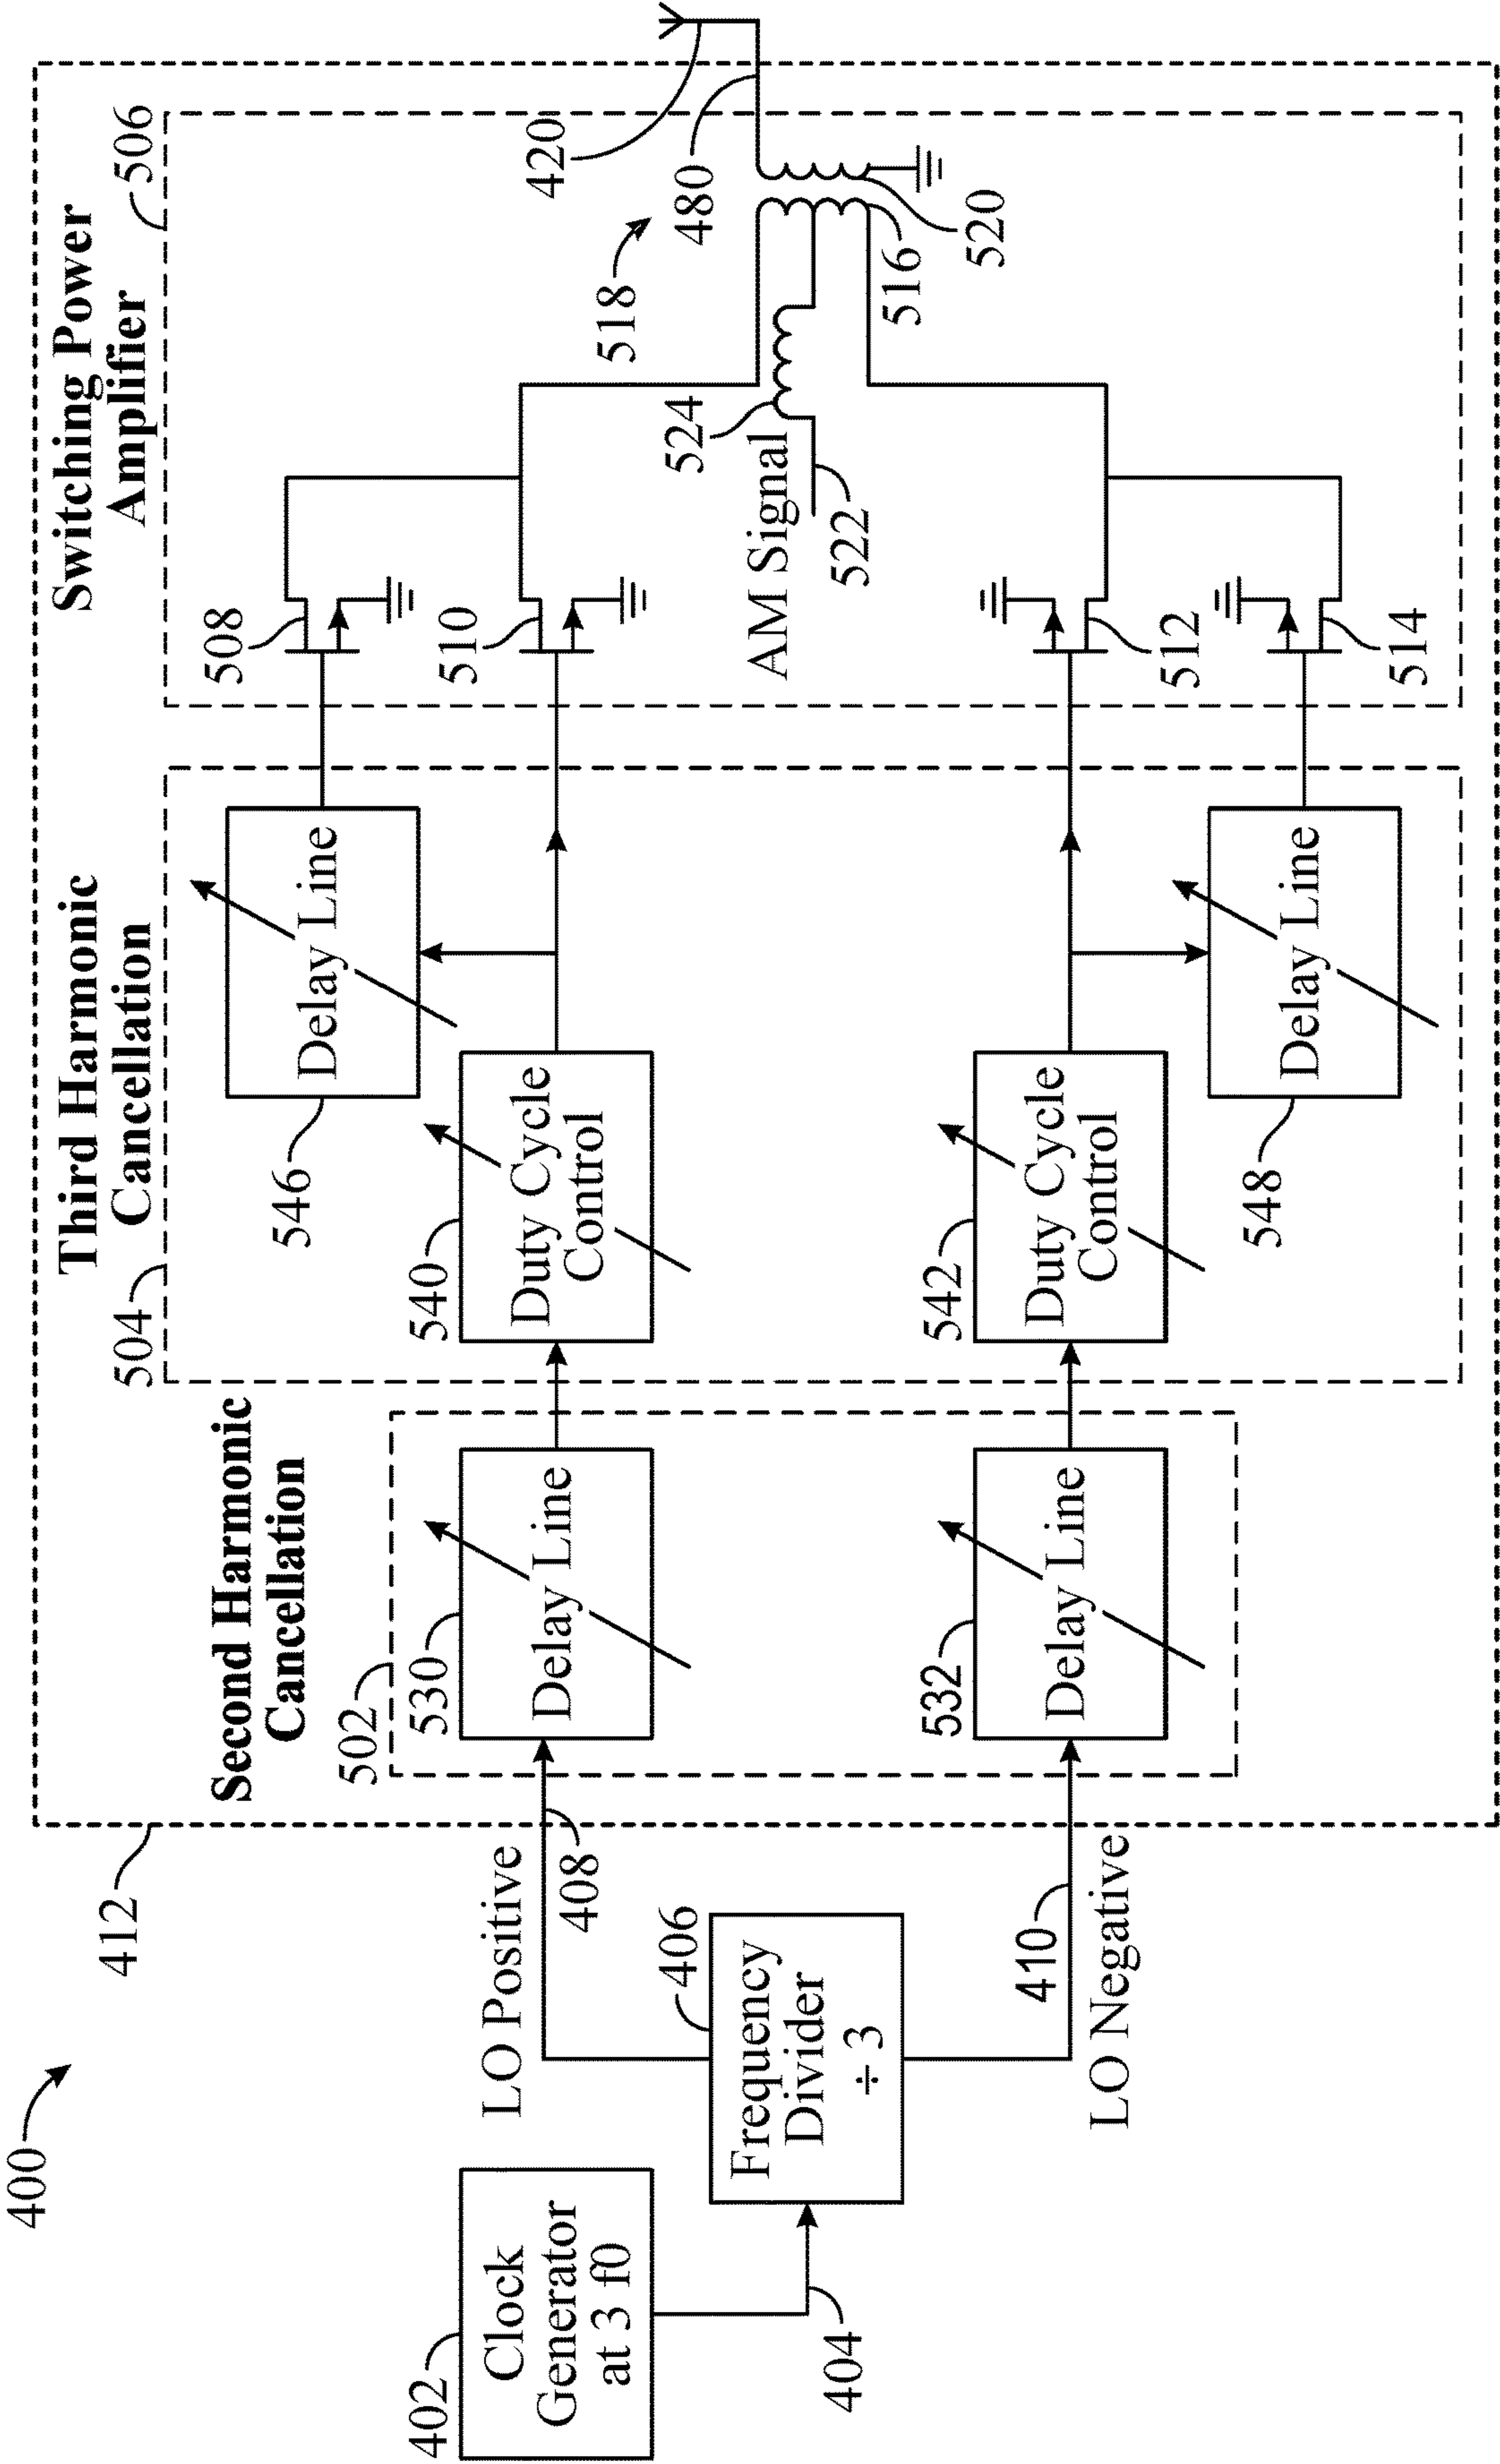 400
402
Clock
Generator
at 3 f0
404
406
Frequency
Divider
÷ 3
LO Positive
408
410
LO Negative
412
Second Harmonic
Cancellation
502
530
Delay Line
532
Delay Line
Third Harmonic
Cancellation
504
546
Delay Line
540
Duty Cycle
Control
542
Duty Cycle
Control
548
Delay Line
Switching Power
Amplifier
506
508
510
512
514
AM Signal
522
524
518
516
520
480
420